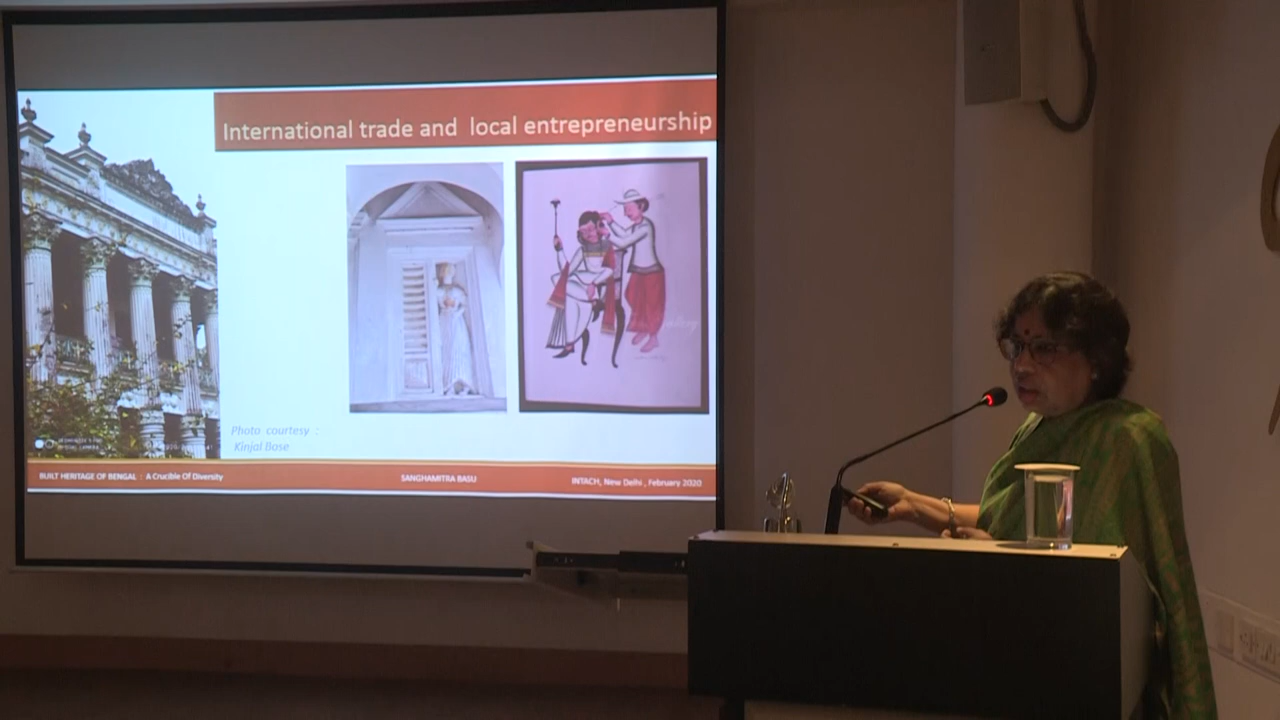 International trade and local entrepreneurship
Photo courtesy :
Kinjal Bose
BUILT HERITAGE OF BENGAL : A Crucible Of Diversity
SANGHAMITRA BASU
INTACH, New Delhi , February 2020